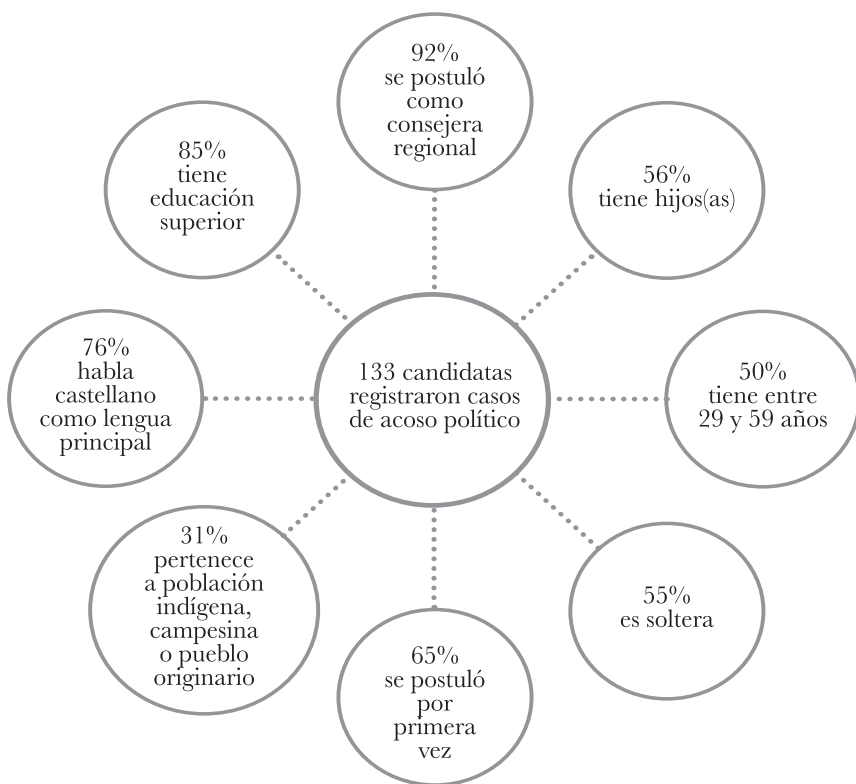 92%
se postuló
como
consejera
regional
85%
tiene
educación
superior
56%
tiene hijos(as)
76%
habla
castellano
como lengua
principal
133 candidatas
registraron casos
de acoso político
50%
tiene entre
29 y 59 años
31%
pertenece
a población
indígena,
campesina
o pueblo
originario
65%
se postuló
por
primera
vez
55%
es soltera